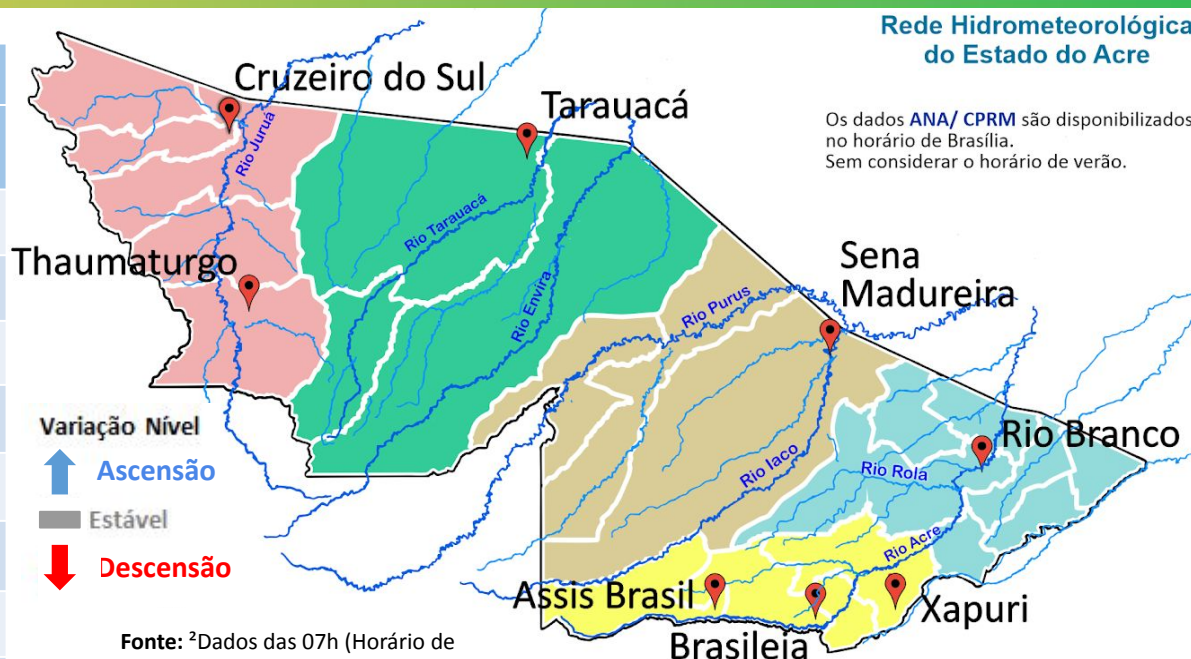 Rede Hidrometeorológica
do Estado do Acre
Os dados ANA/ CPRM são disponibilizados
no horário de Brasília.
Sem considerar o horário de verão.
Cruzeiro do Sul
Tarauacá
Rio Juruá
Rio Tarauacá
Thaumaturgo
Rio Envira
Sena
Madureira
Rio Purus
Variação Nível
Ascensão
Estável
Descensão
Rio Branco
Rio Iaco
Rio Rola
Rio Acre
Assis Brasil
Xapuri
Brasileia
Fonte: ²Dados das 07h (Horário de